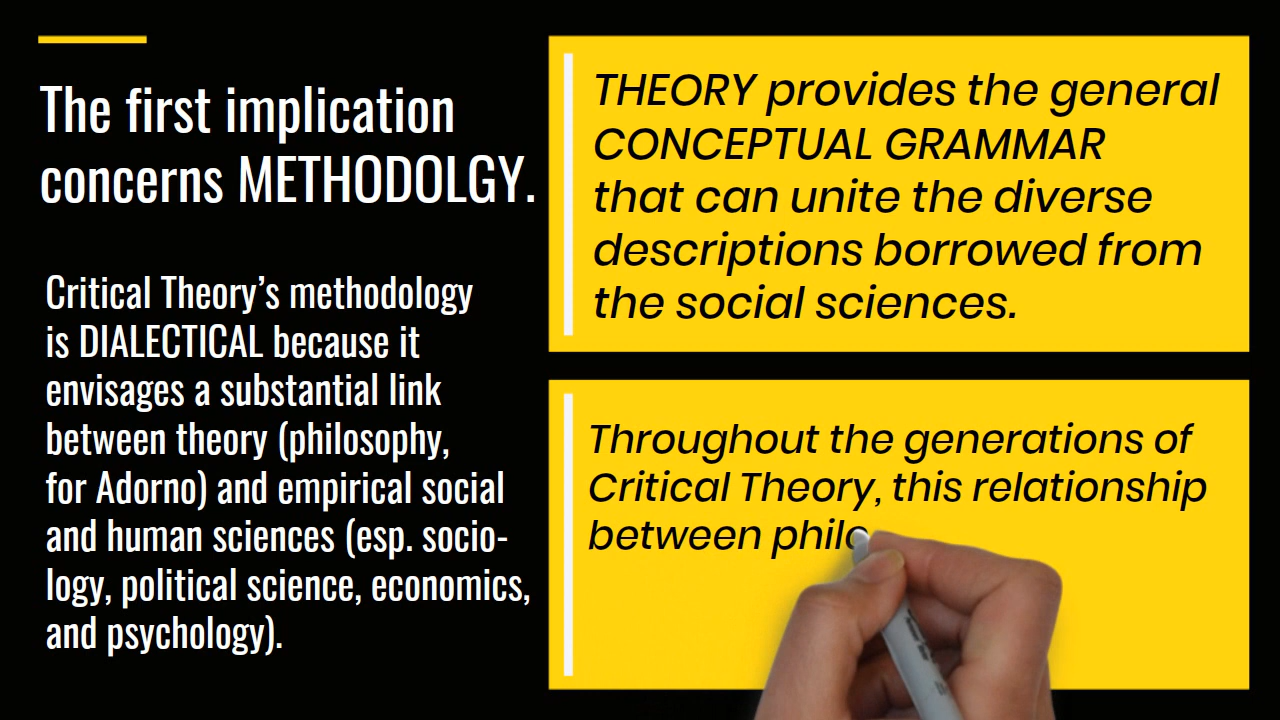 The first implication
concerns METHODOLGY.
Critical Theory’s methodology
is DIALECTICAL because it
envisages a substantial link
between theory (philosophy,
for Adorno) and empirical social
and human sciences (esp. socio-
logy, political science, economics,
and psychology).
THEORY provides the general
CONCEPTUAL GRAMMAR
that can unite the diverse
descriptions borrowed from
the social sciences.
Throughout the generations of
Critical Theory, this relationship
between philo